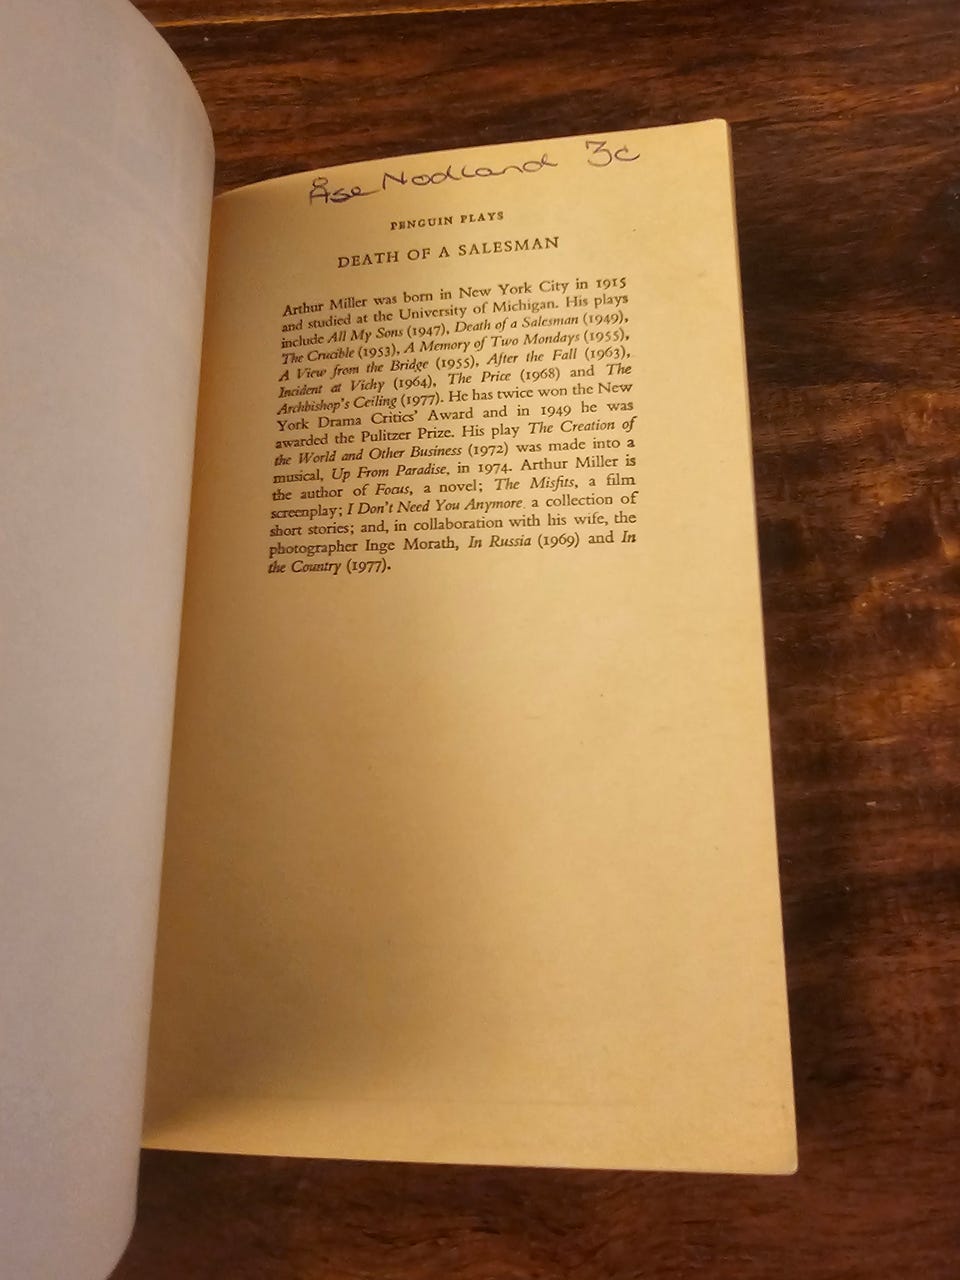 Åse Nodland 3c
PENGUIN PLAYS
DEATH OF A SALESMAN
Arthur Miller was born in New York City in 1915
and studied at the University of Michigan. His plays
include All My Sons (1947), Death of a Salesman (1949),
The Crucible (1953), A Memory of Two Mondays (1955),
A View from the Bridge (1955), After the Fall (1963),
Incident at Vichy (1964), The Price (1968) and The
Archbishop's Ceiling (1977). He has twice won the New
York Drama Critics' Award and in 1949 he was
awarded the Pulitzer Prize. His play The Creation of
the World and Other Business (1972) was made into a
musical, Up From Paradise, in 1974. Arthur Miller is
the author of Focus, a novel; The Misfits, a film
screenplay; I Don't Need You Anymore, a collection of
short stories; and, in collaboration with his wife, the
photographer Inge Morath, In Russia (1969) and In
the Country (1977).